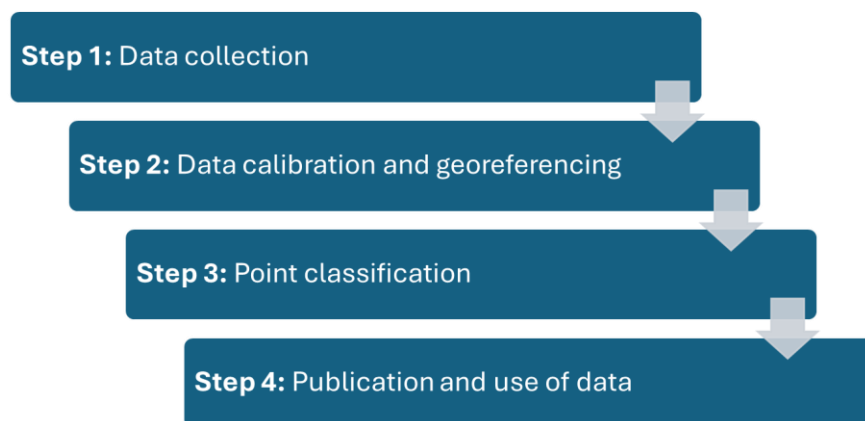 Step 1: Data collection
Step 2: Data calibration and georeferencing
Step 3: Point classification
Step 4: Publication and use of data